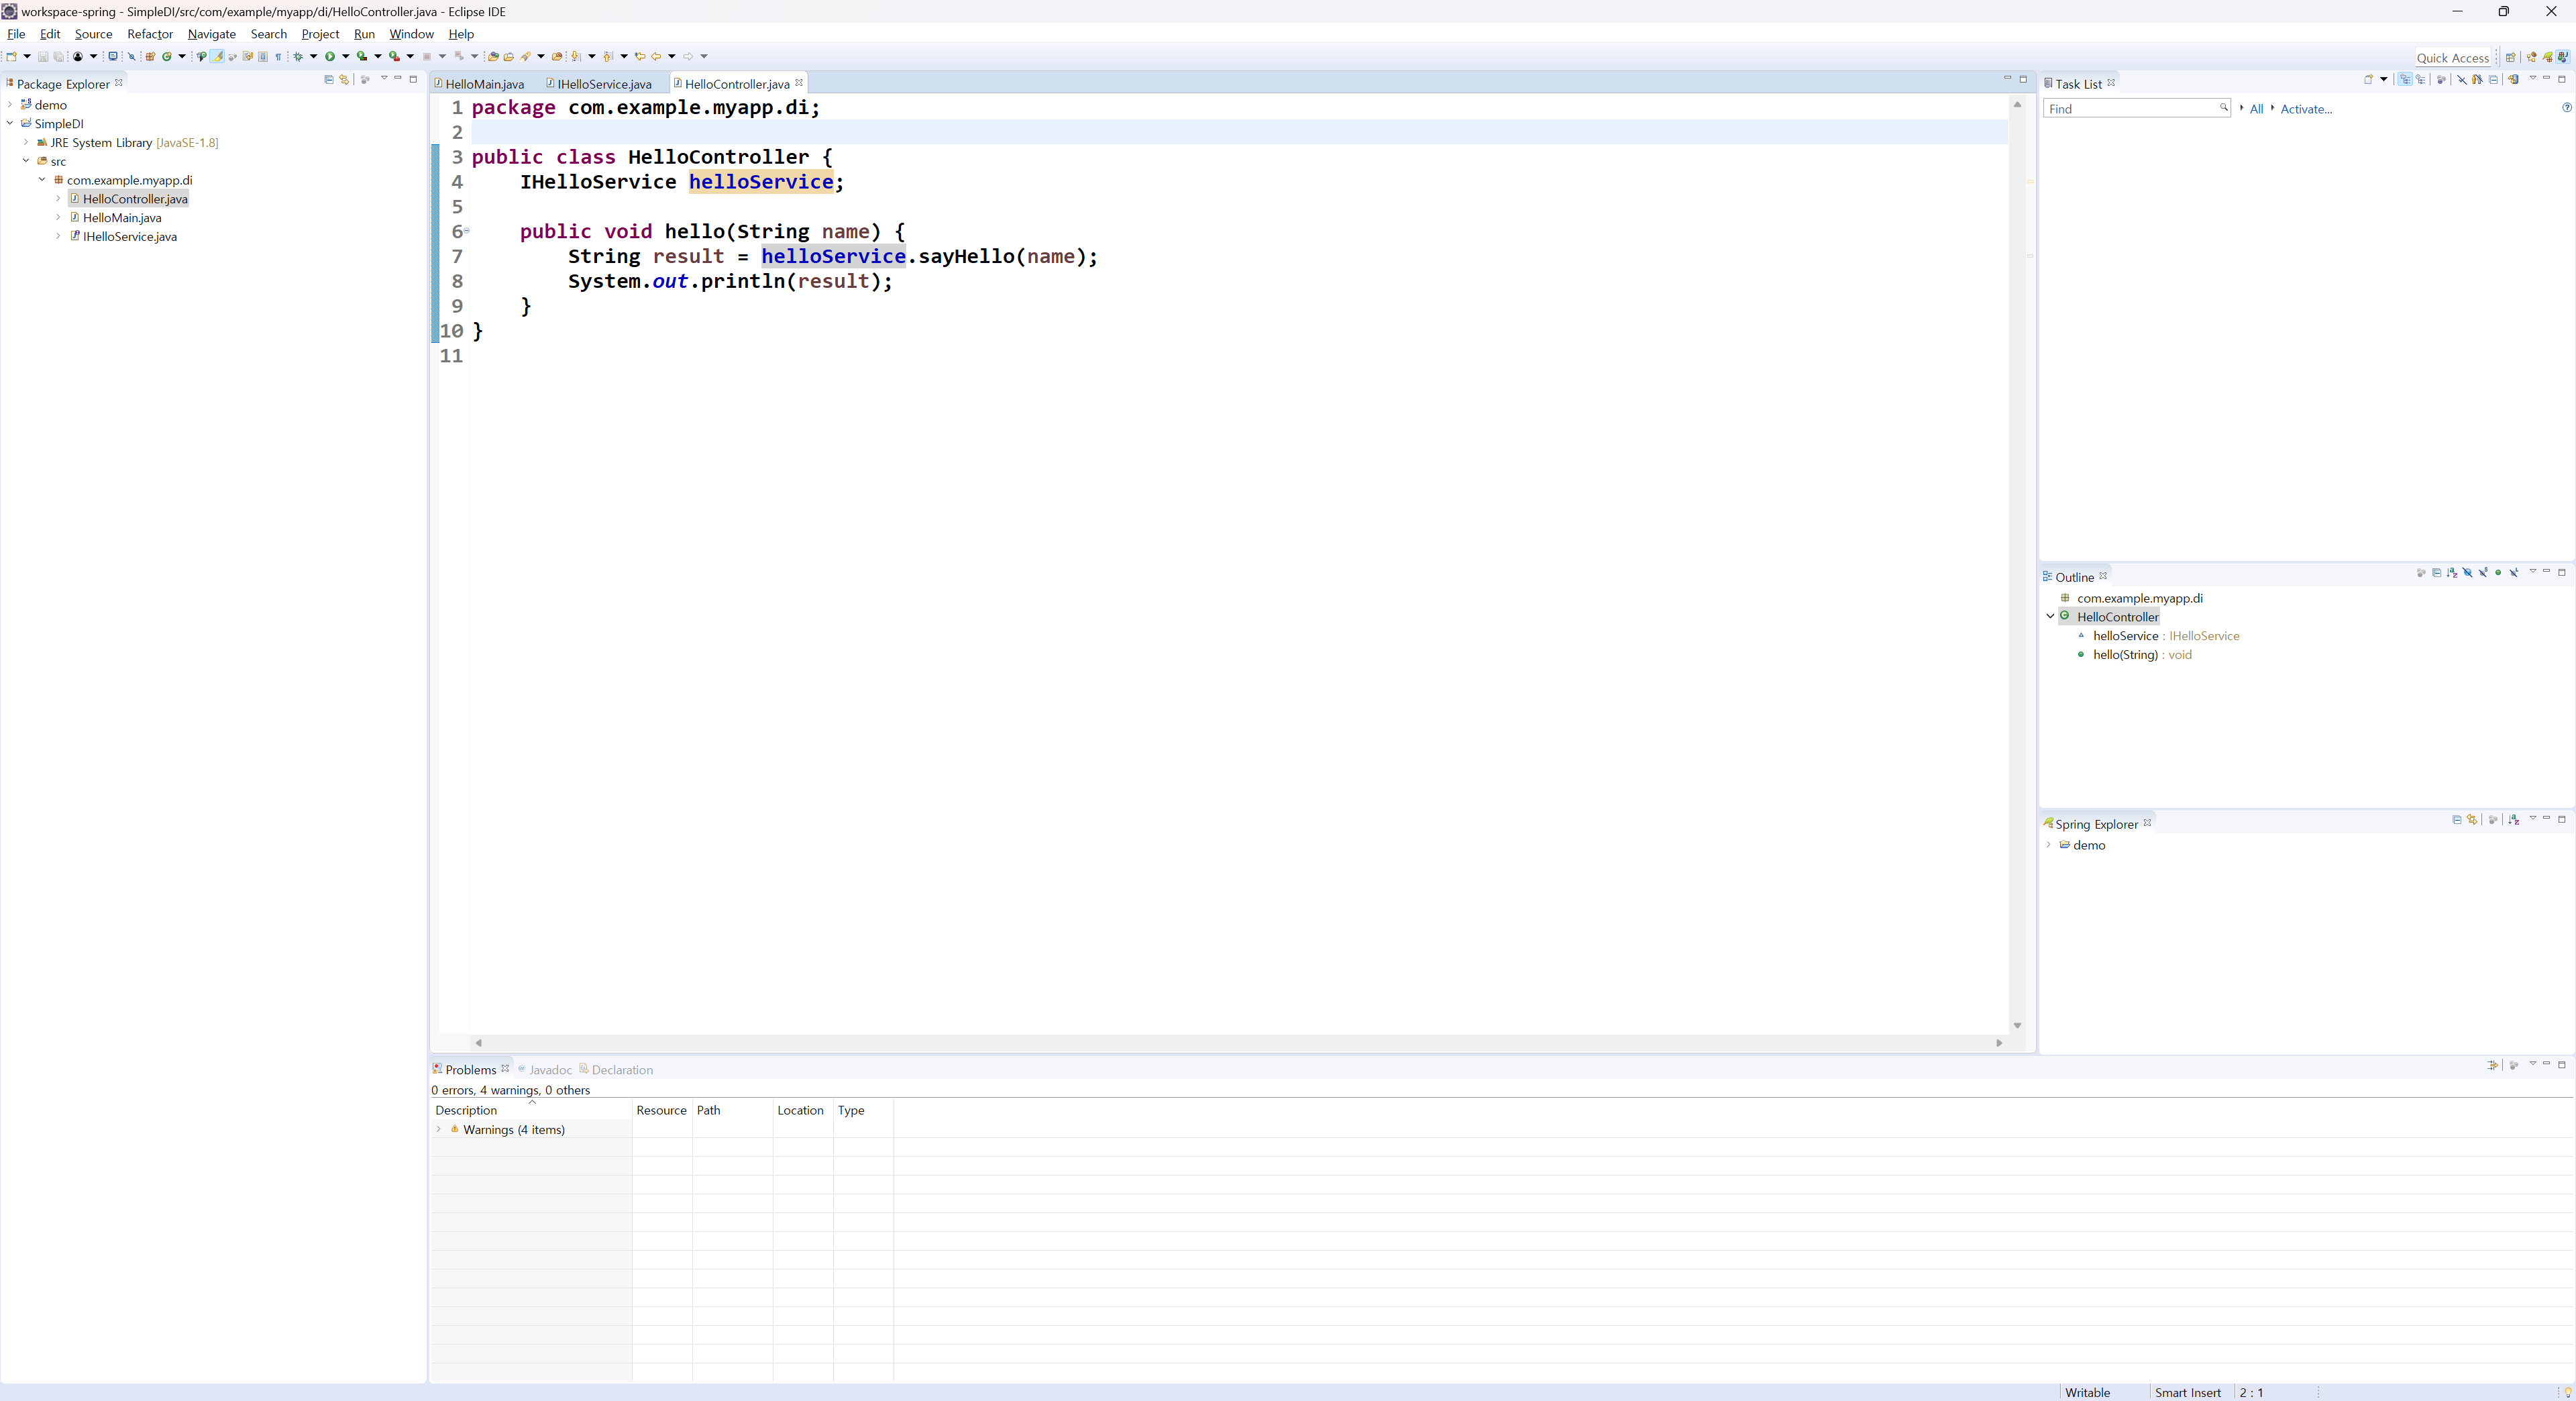 workspace-spring - SimpleDI/src/com/example/myapp/di/HelloController.java - Eclipse IDE
File Edit Source Refactor Navigate Search Project Run Window Help
Quick Access
Package Explorer
demo
SimpleDI
JRE System Library [JavaSE-1.8]
src
com.example.myapp.di
HelloController.java
HelloMain.java
IHelloService.java
HelloMain.java IHelloService.java HelloController.java
1 package com.example.myapp.di;
2
3 public class HelloController {
4 IHelloService helloService;
5
6 public void hello(String name) {
7 String result = helloService.sayHello(name);
8 System.out.println(result);
9 }
10 }
11
Task List
Find All Activate...
Outline
com.example.myapp.di
HelloController
helloService : IHelloService
hello(String) : void
Spring Explorer
demo
Problems Javadoc Declaration
0 errors, 4 warnings, 0 others
Description Resource Path Location Type
Warnings (4 items)
Writable Smart Insert 2 : 1